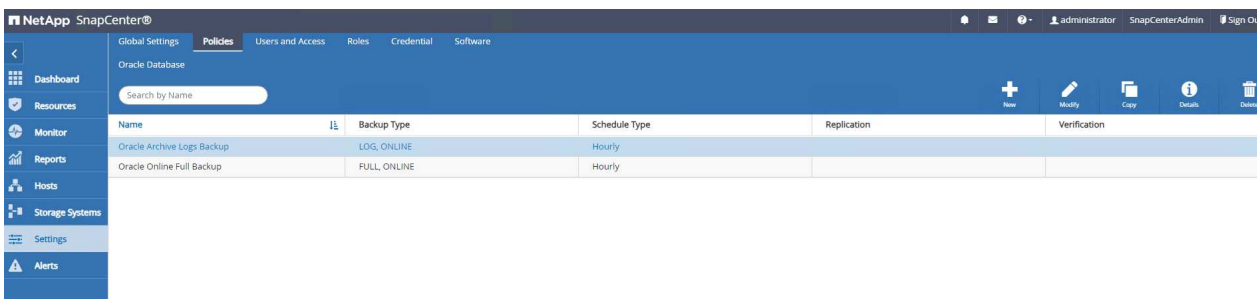 NetApp SnapCenter®
administrator SnapCenterAdmin Sign Ou
Global Settings Policies Users and Access Roles Credential Software
Oracle Database
Search by Name
New Modify Copy Details Delete
Dashboard
Resources
Monitor
Reports
Hosts
Storage Systems
Settings
Alerts
Name Backup Type Schedule Type Replication Verification
Oracle Archive Logs Backup LOG, ONLINE Hourly
Oracle Online Full Backup FULL, ONLINE Hourly